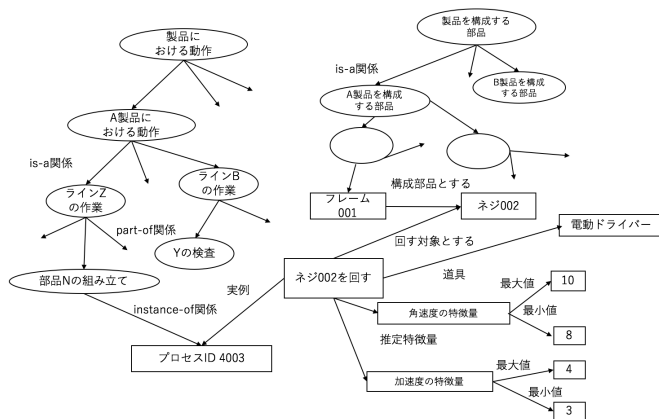 製品に
おける動作
製品を構成する
部品
is-a関係
A製品を構成
する部品
B製品を構成
する部品
A製品に
おける動作
is-a関係
ラインZ
の作業
ラインB
の作業
part-of関係
Yの検査
構成部品とする
フレーム
001
ネジ002
回す対象とする
電動ドライバー
部品Nの組み立て
ネジ002を回す
道具
実例
instance-of関係
最大値
10
角速度の特徴量
最小値
8
推定特徴量
プロセスID 4003
最大値
4
加速度の特徴量
最小値
3